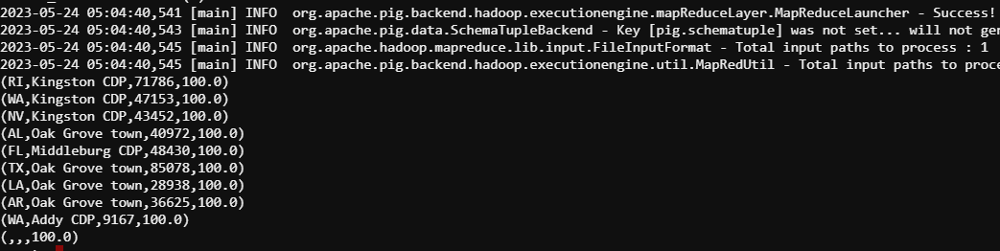 2023-05-24 05:04:40,541 [main] INFO  org.apache.pig.backend.hadoop.executionengine.mapReduceLayer.MapReduceLauncher - Success!
2023-05-24 05:04:40,543 [main] INFO  org.apache.pig.data.SchemaTupleBackend - Key [pig.schematuple] was not set... will not gen
2023-05-24 05:04:40,545 [main] INFO  org.apache.hadoop.mapreduce.lib.input.FileInputFormat - Total input paths to process : 1
2023-05-24 05:04:40,545 [main] INFO  org.apache.pig.backend.hadoop.executionengine.util.MapRedUtil - Total input paths to proce
(RI,Kingston CDP,71786,100.0)
(WA,Kingston CDP,47153,100.0)
(NV,Kingston CDP,43452,100.0)
(AL,Oak Grove town,40972,100.0)
(FL,Middleburg CDP,48430,100.0)
(TX,Oak Grove town,85078,100.0)
(LA,Oak Grove town,28938,100.0)
(AR,Oak Grove town,36625,100.0)
(WA,Addy CDP,9167,100.0)
(,,,100.0)